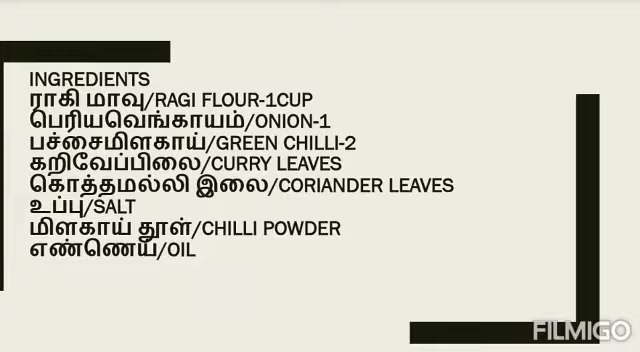 INGREDIENTS
ராகி மாவு/RAGI FLOUR-1CUP
பெரியவெங்காயம்/ONION-1
பச்சைமிளகாய்/GREEN CHILLI-2
கறிவேப்பிலை/CURRY LEAVES
கொத்தமல்லி இலை/CORIANDER LEAVES
உப்பு/SALT
மிளகாய் தூள்/CHILLI POWDER
எண்ணெய்/OIL
FILMIGO